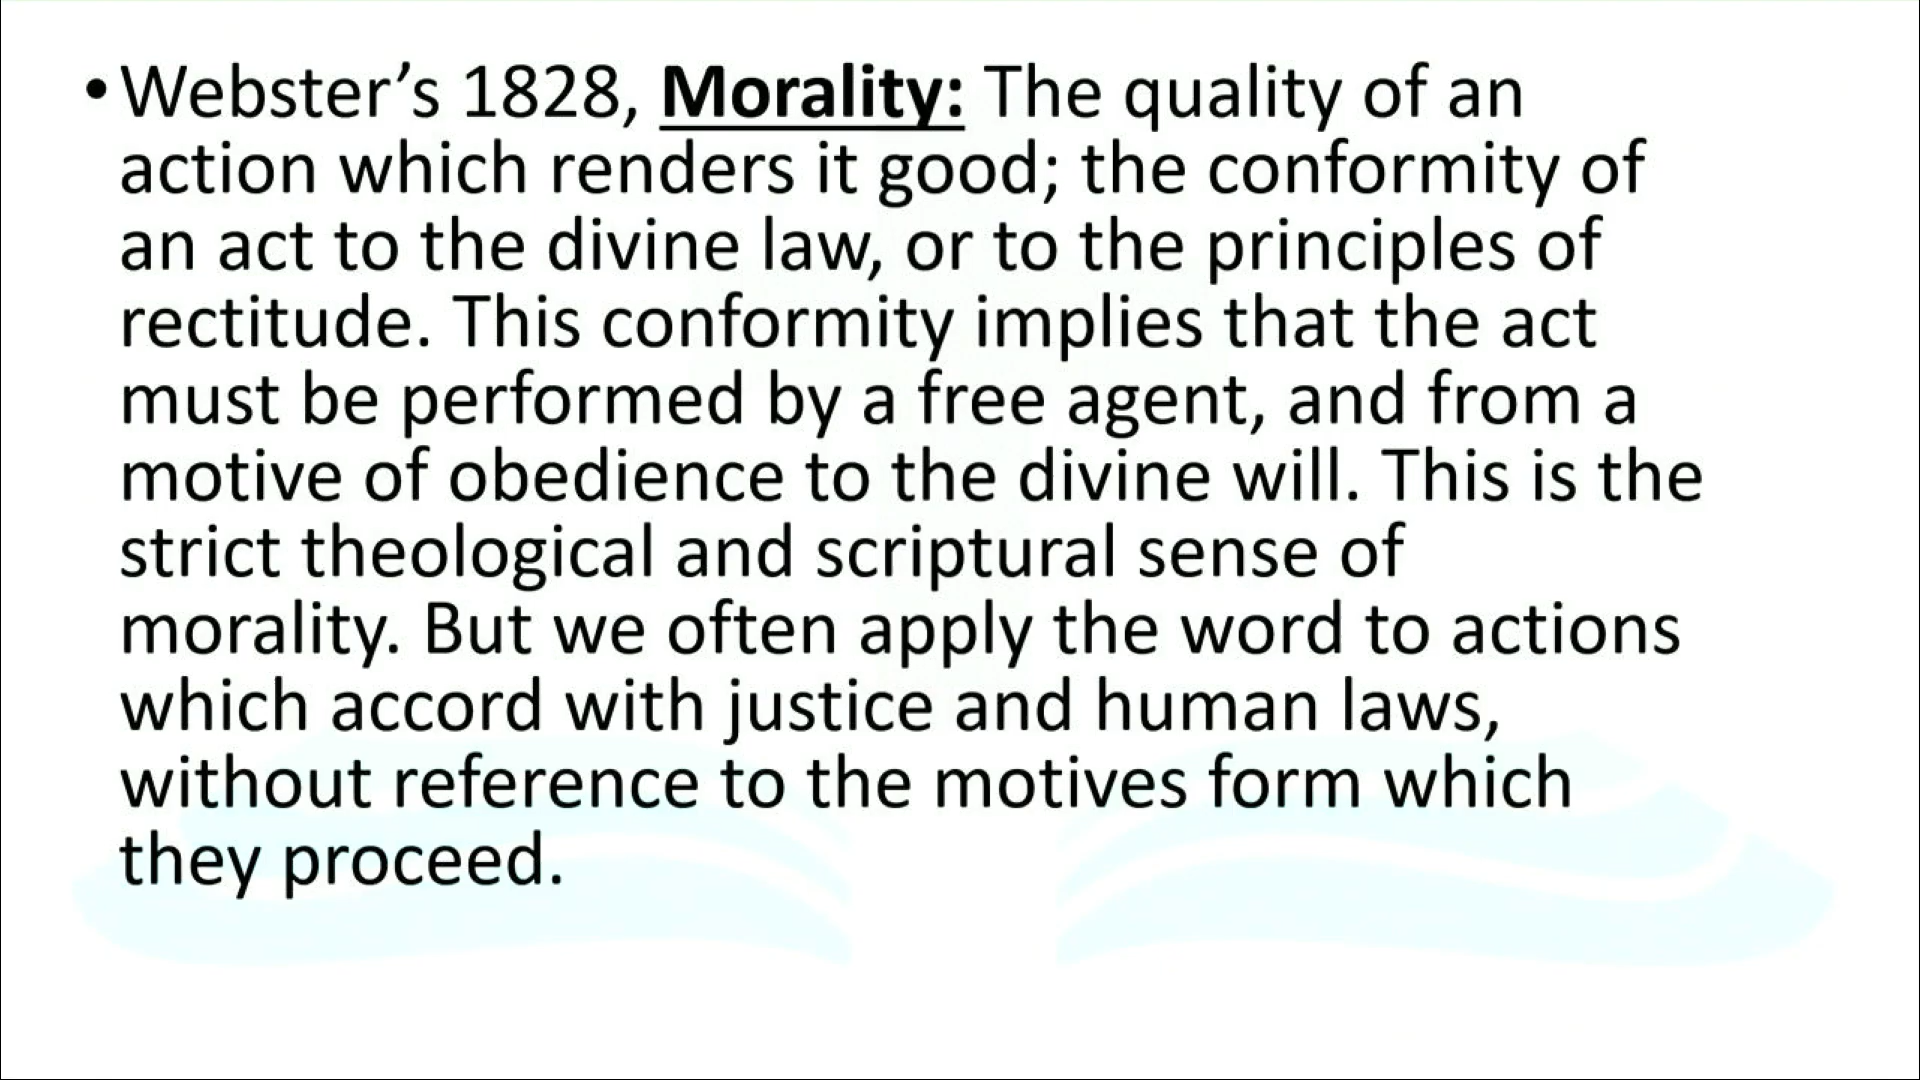 • Webster’s 1828, Morality: The quality of an
action which renders it good; the conformity of
an act to the divine law, or to the principles of
rectitude. This conformity implies that the act
must be performed by a free agent, and from a
motive of obedience to the divine will. This is the
strict theological and scriptural sense of
morality. But we often apply the word to actions
which accord with justice and human laws,
without reference to the motives form which
they proceed.